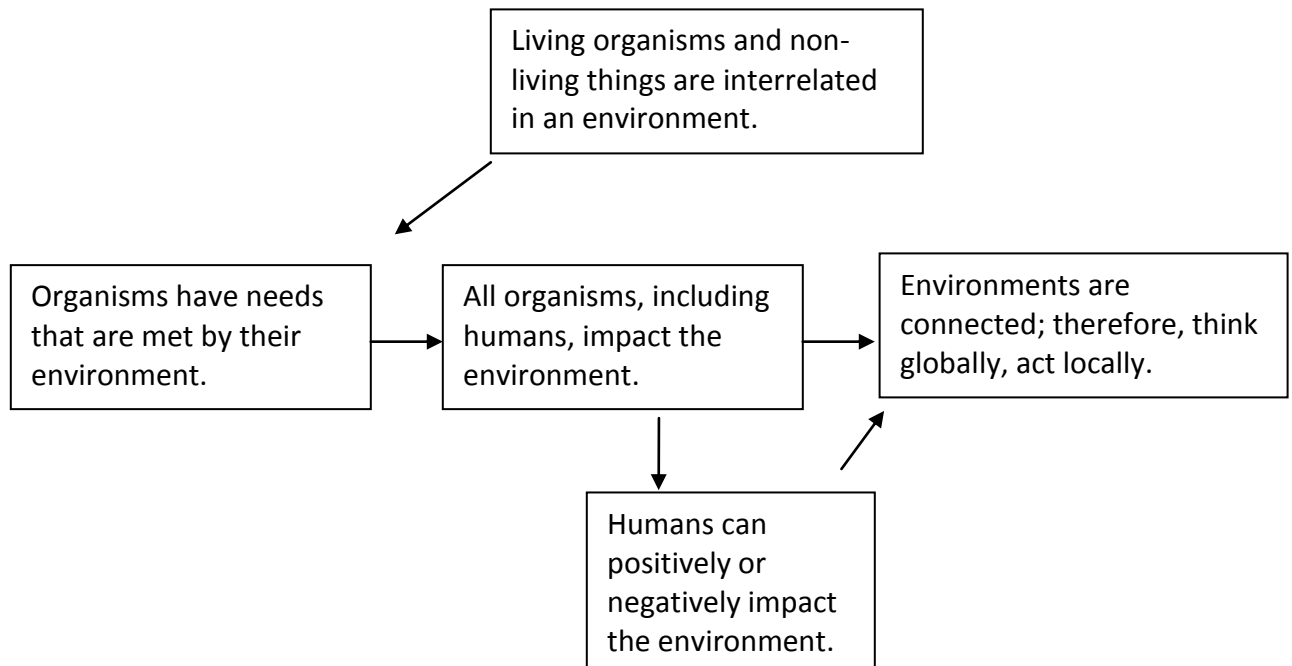 Living organisms and non-
living things are interrelated
in an environment.
Organisms have needs
that are met by their
environment.
All organisms, including
humans, impact the
environment.
Environments are
connected; therefore, think
globally, act locally.
Humans can
positively or
negatively impact
the environment.